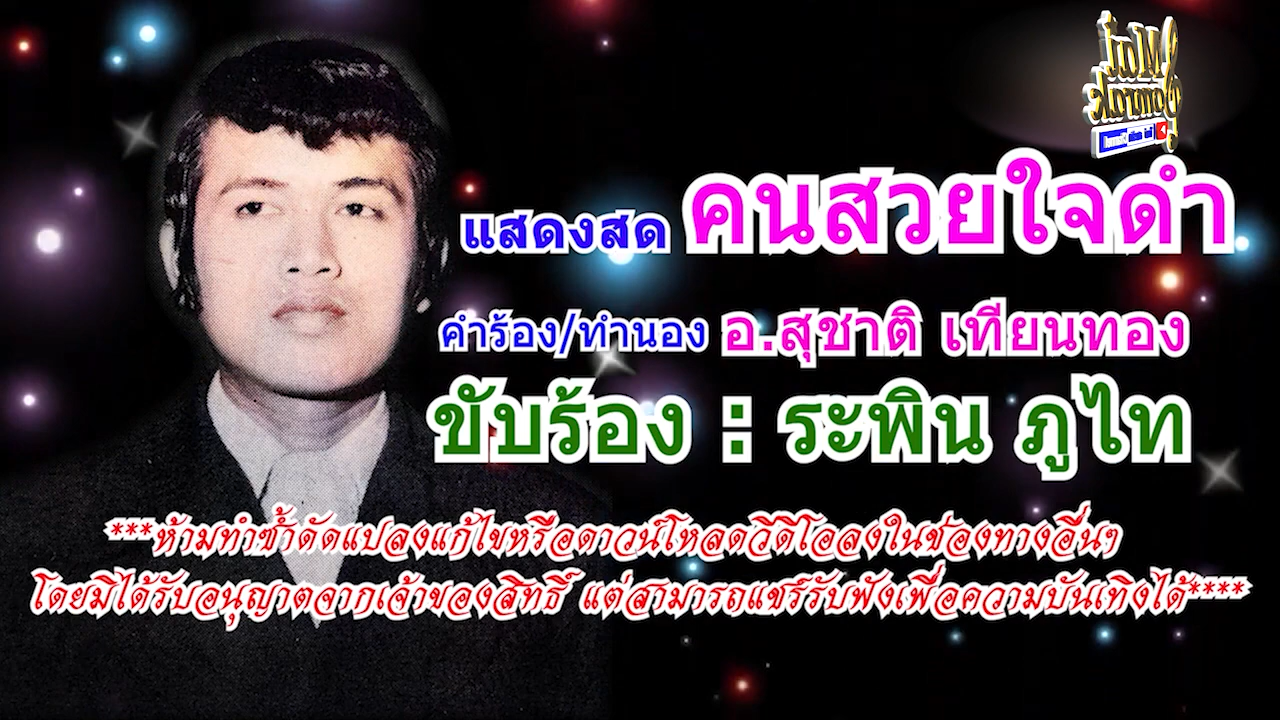 แสดงสด คนสวยใจดำ
คำร้อง/ทำนอง อ.สุชาติ เทียนทอง
ขับร้อง : ระพิน ภูไท
***ห้ามทำซ้ำดัดแปลงแก้ไขหรือดาวน์โหลดวีดีโอลงในช่องทางอื่นๆ
โดยมิได้รับอนุญาตจากเจ้าของสิทธิ์ แต่สามารถแชร์รับฟังเพื่อความบันเทิงได้****